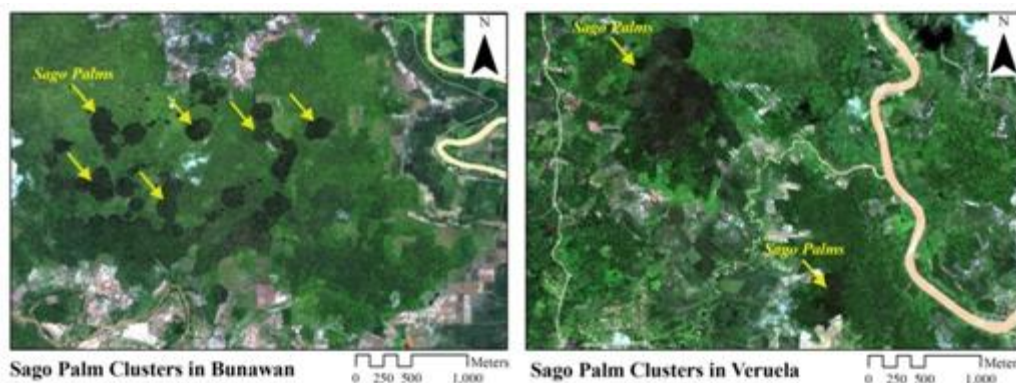 N
Sago Palms
Sago Palm Clusters in Bunawan
Meters
0 250 500 1,000
N
Sago Palms
Sago Palms
Sago Palm Clusters in Veruela
Meters
0 250 500 1,000